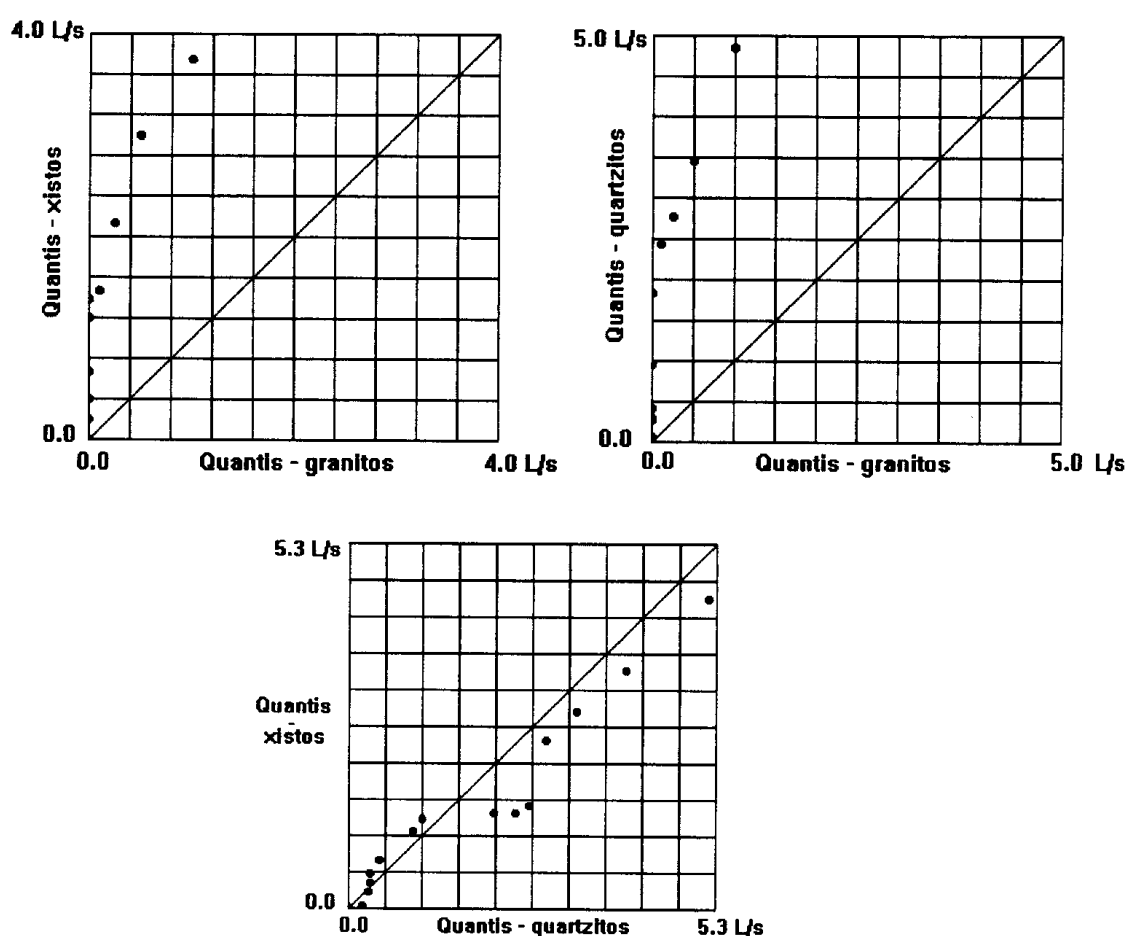 4.0 L/s
Quantis - xistos
0.0
0.0
Quantis - granitos
4.0 L/s
5.0 L/s
Quantis - quartzitos
0.0
0.0
Quantis - granitos
5.0 L/s
5.3 L/s
Quantis
-
xistos
0.0
0.0
Quantis - quartzitos
5.3 L/s